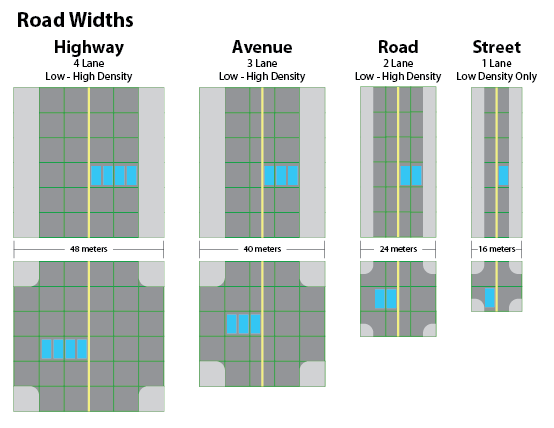 Road Widths
Highway
4 Lane
Low - High Density
Avenue
3 Lane
Low - High Density
Road
2 Lane
Low - High Density
Street
1 Lane
Low Density Only
48 meters
40 meters
24 meters
16 meters